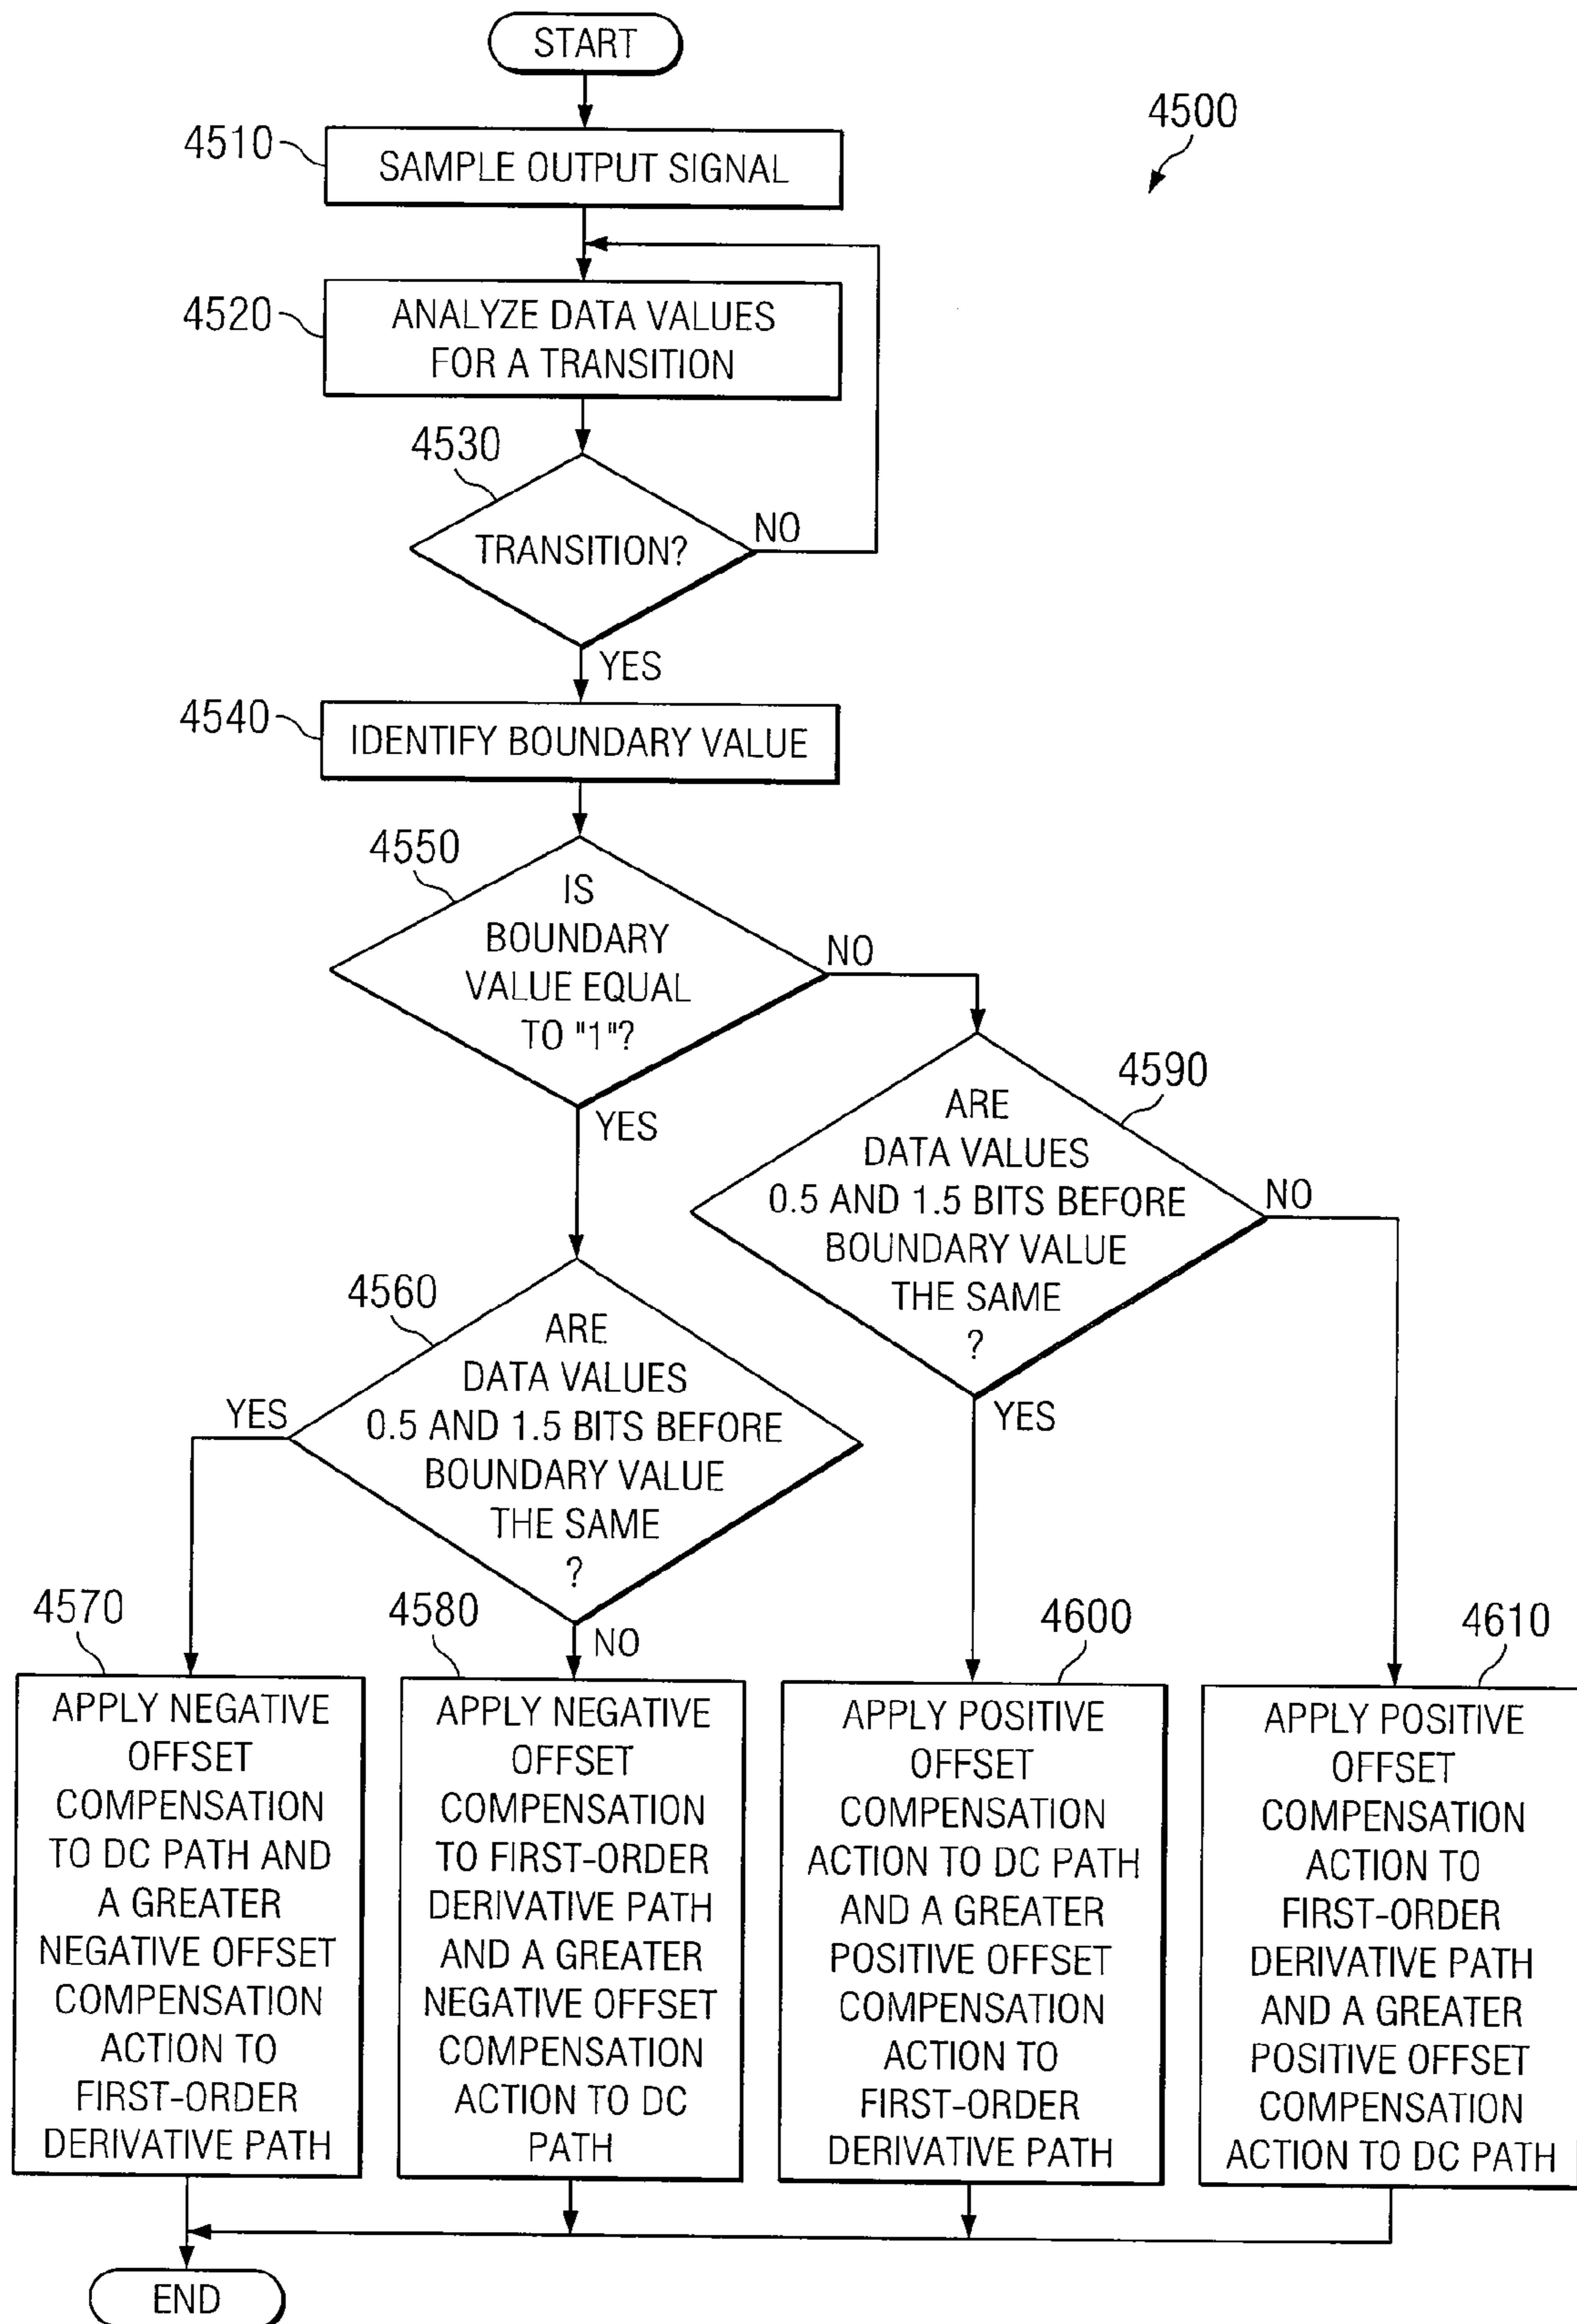 START
4500
4510
SAMPLE OUTPUT SIGNAL
4520
ANALYZE DATA VALUES
FOR A TRANSITION
4530
TRANSITION?
NO
YES
4540
IDENTIFY BOUNDARY VALUE
4550
IS
BOUNDARY
VALUE EQUAL
TO "1"?
NO
YES
4590
ARE
DATA VALUES
0.5 AND 1.5 BITS BEFORE
BOUNDARY VALUE
THE SAME
?
NO
YES
4560
ARE
DATA VALUES
0.5 AND 1.5 BITS BEFORE
BOUNDARY VALUE
THE SAME
?
YES
NO
4570
APPLY NEGATIVE
OFFSET
COMPENSATION
TO DC PATH AND
A GREATER
NEGATIVE OFFSET
COMPENSATION
ACTION TO
FIRST-ORDER
DERIVATIVE PATH
4580
APPLY NEGATIVE
OFFSET
COMPENSATION
TO FIRST-ORDER
DERIVATIVE PATH
AND A GREATER
NEGATIVE OFFSET
COMPENSATION
ACTION TO DC
PATH
4600
APPLY POSITIVE
OFFSET
COMPENSATION
ACTION TO DC PATH
AND A GREATER
POSITIVE OFFSET
COMPENSATION
ACTION TO
FIRST-ORDER
DERIVATIVE PATH
4610
APPLY POSITIVE
OFFSET
COMPENSATION
ACTION TO
FIRST-ORDER
DERIVATIVE PATH
AND A GREATER
POSITIVE OFFSET
COMPENSATION
ACTION TO DC PATH
END